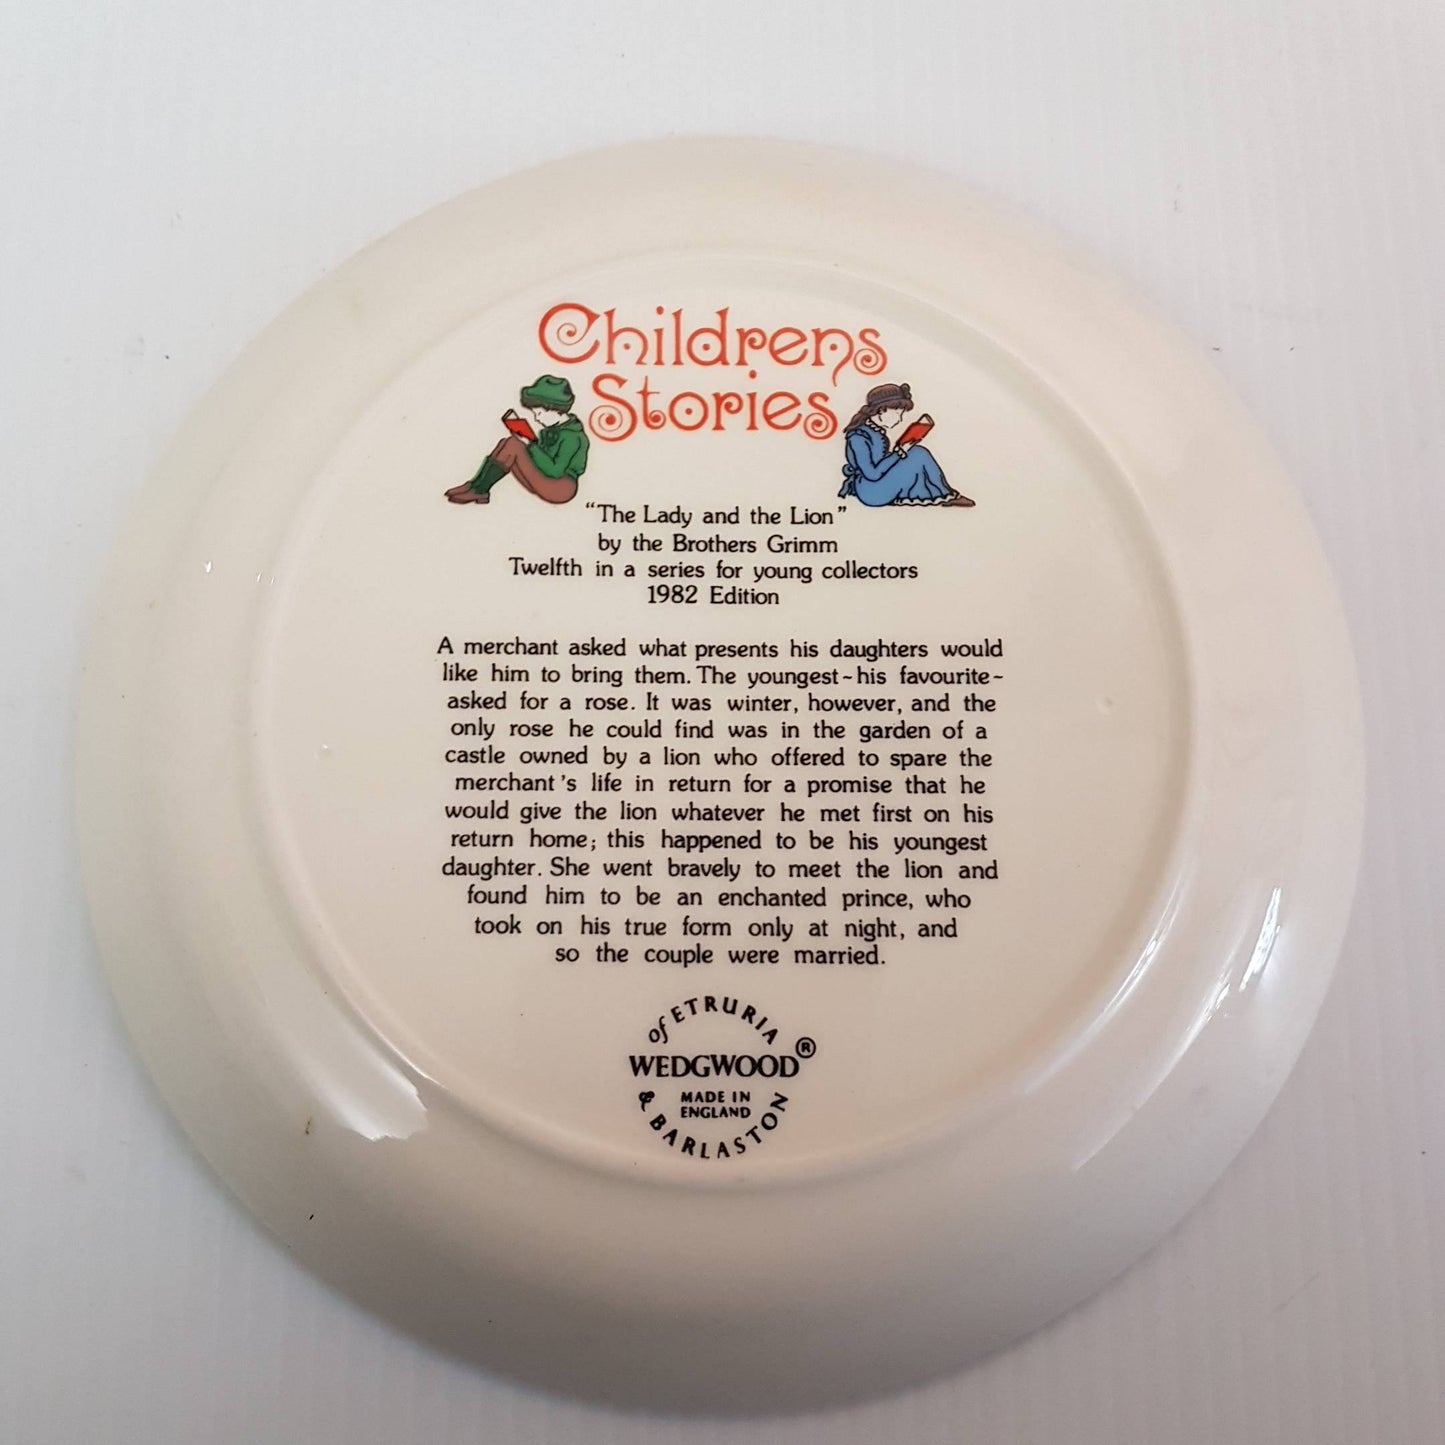 Childrens
Stories
“The Lady and the Lion”
by the Brothers Grimm
Twelfth in a series for young collectors
1982 Edition
A merchant asked what presents his daughters would
like him to bring them. The youngest ~ his favourite ~
asked for a rose. It was winter, however, and the
only rose he could find was in the garden of a
castle owned by a lion who offered to spare the
merchant's life in return for a promise that he
would give the lion whatever he met first on his
return home; this happened to be his youngest
daughter. She went bravely to meet the lion and
found him to be an enchanted prince, who
took on his true form only at night, and
so the couple were married.
of ETRURIA
WEDGWOOD®
MADE IN
ENGLAND
& BARLASTON